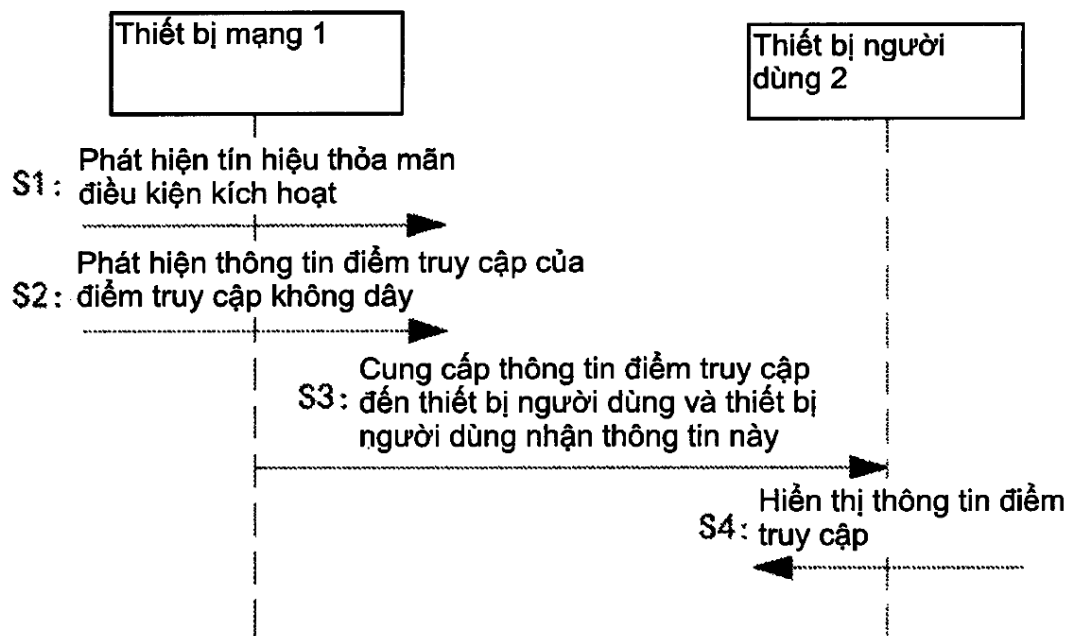 Thiết bị mạng 1
Thiết bị người
dùng 2
Phát hiện tín hiệu thỏa mãn
S1: điều kiện kích hoạt
Phát hiện thông tin điểm truy cập của
S2: điểm truy cập không dây
Cung cấp thông tin điểm truy cập
S3: đến thiết bị người dùng và thiết bị
người dùng nhận thông tin này
Hiển thị thông tin điểm
S4: truy cập